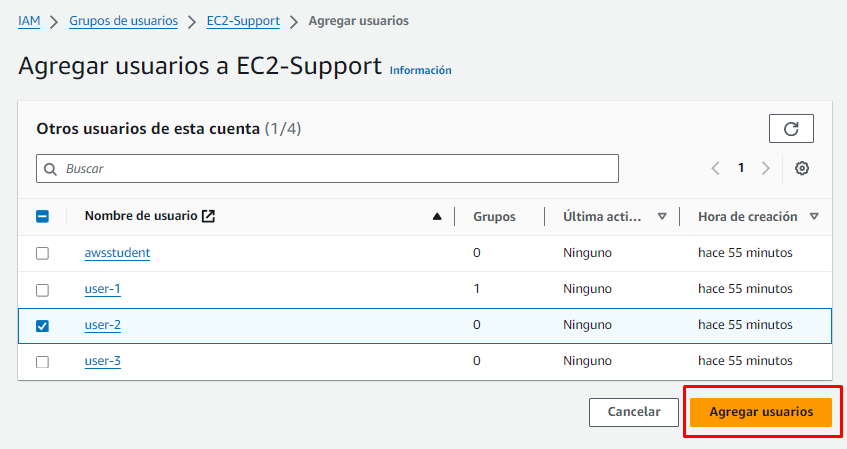 IAM > Grupos de usuarios > EC2-Support > Agregar usuarios
Agregar usuarios a EC2-Support Información
Otros usuarios de esta cuenta (1/4)
Buscar
1
Nombre de usuario Grupos Última acti... Hora de creación
awsstudent 0 Ninguno hace 55 minutos
user-1 1 Ninguno hace 55 minutos
user-2 0 Ninguno hace 55 minutos
user-3 0 Ninguno hace 55 minutos
Cancelar Agregar usuarios